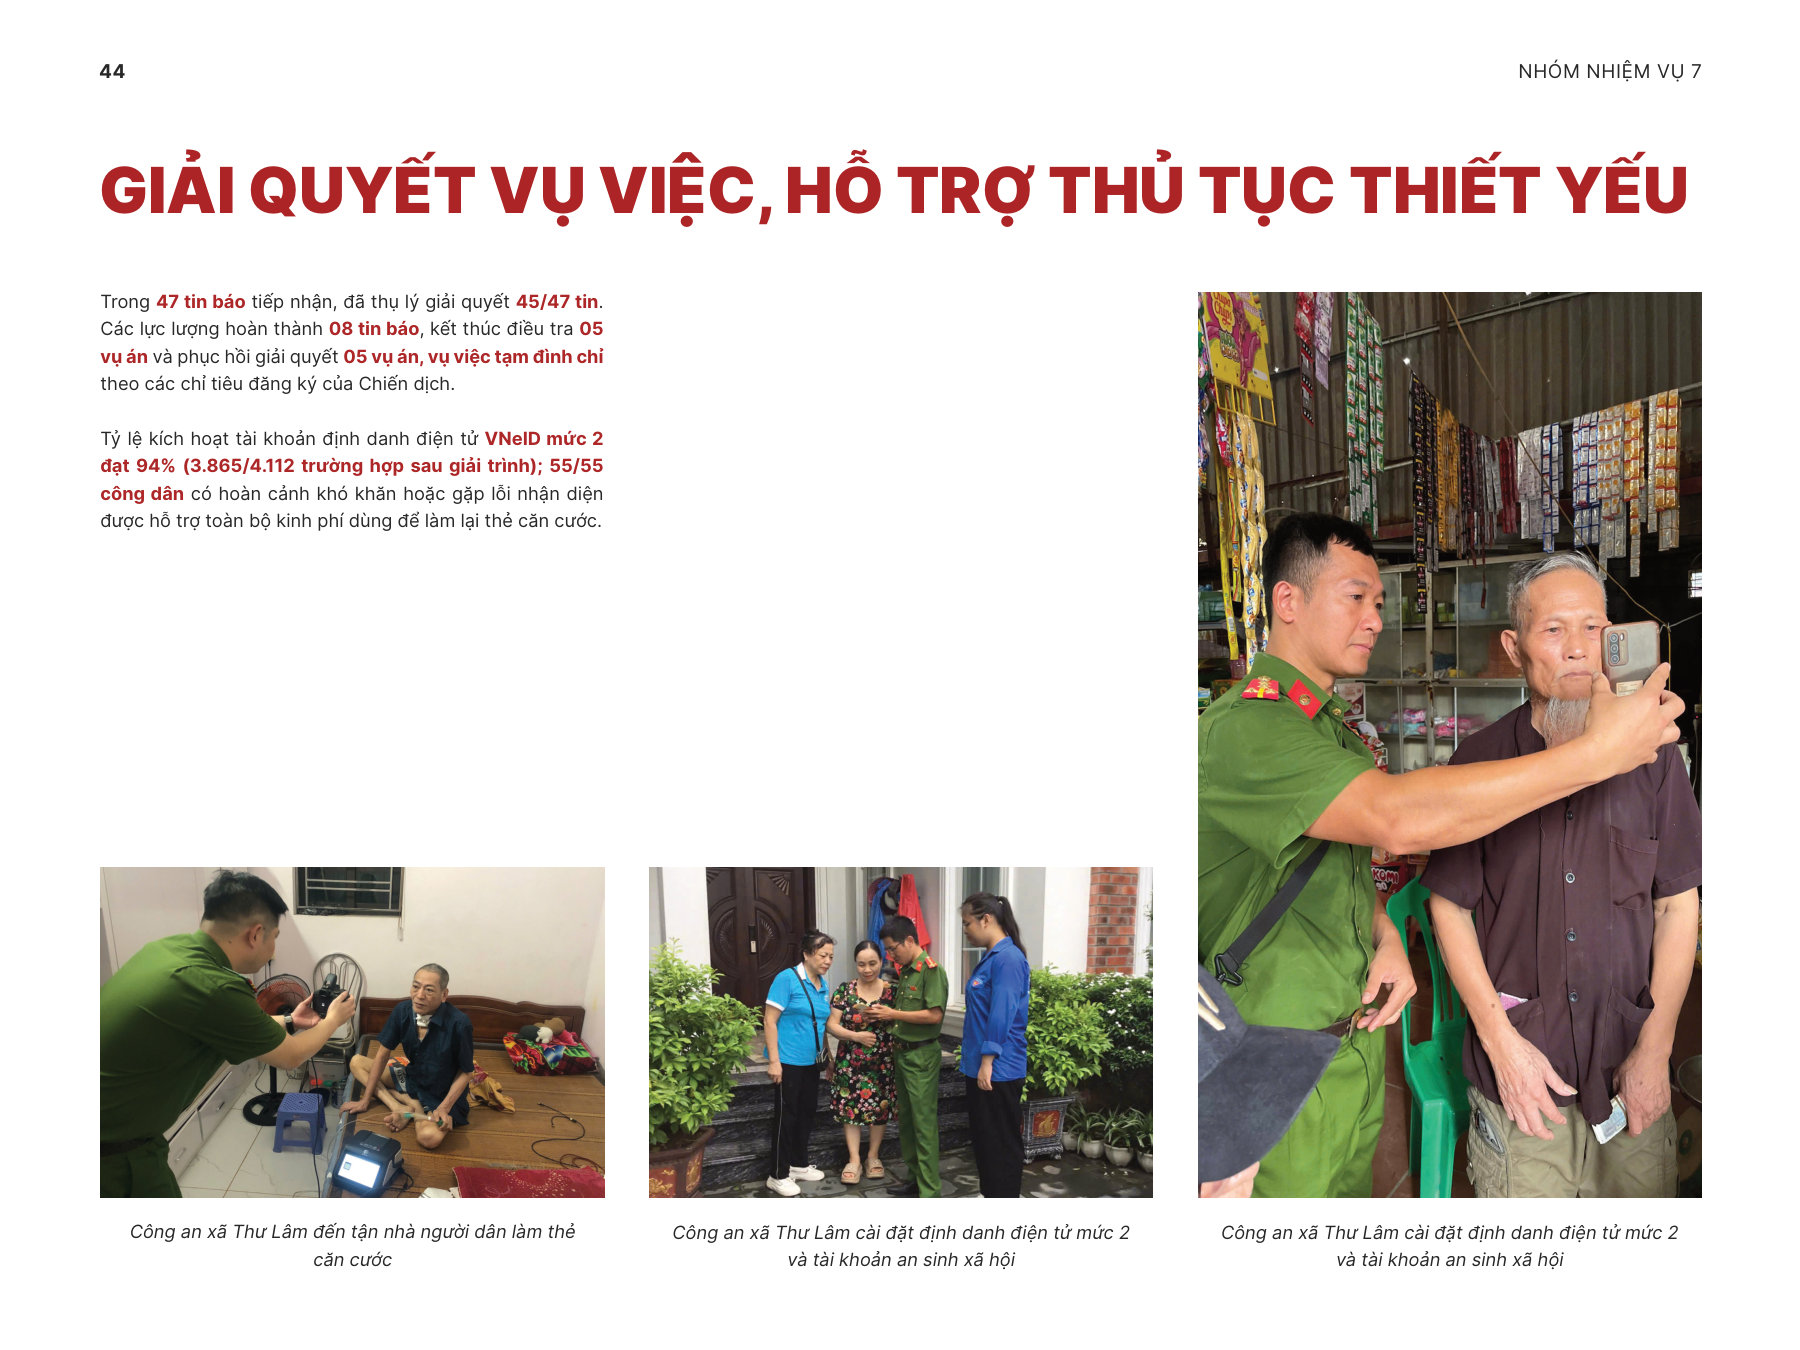 44
NHÓM NHIỆM VỤ 7
GIẢI QUYẾT VỤ VIỆC, HỖ TRỢ THỦ TỤC THIẾT YẾU
Trong 47 tin báo tiếp nhận, đã thụ lý giải quyết 45/47 tin.
Các lực lượng hoàn thành 08 tin báo, kết thúc điều tra 05
vụ án và phục hồi giải quyết 05 vụ án, vụ việc tạm đình chỉ
theo các chỉ tiêu đăng ký của Chiến dịch.
Tỷ lệ kích hoạt tài khoản định danh điện tử VNeID mức 2
đạt 94% (3.865/4.112 trường hợp sau giải trình); 55/55
công dân có hoàn cảnh khó khăn hoặc gặp lỗi nhận diện
được hỗ trợ toàn bộ kinh phí dùng để làm lại thẻ căn cước.
Công an xã Thư Lâm đến tận nhà người dân làm thẻ
căn cước
Công an xã Thư Lâm cài đặt định danh điện tử mức 2
và tài khoản an sinh xã hội
Công an xã Thư Lâm cài đặt định danh điện tử mức 2
và tài khoản an sinh xã hội